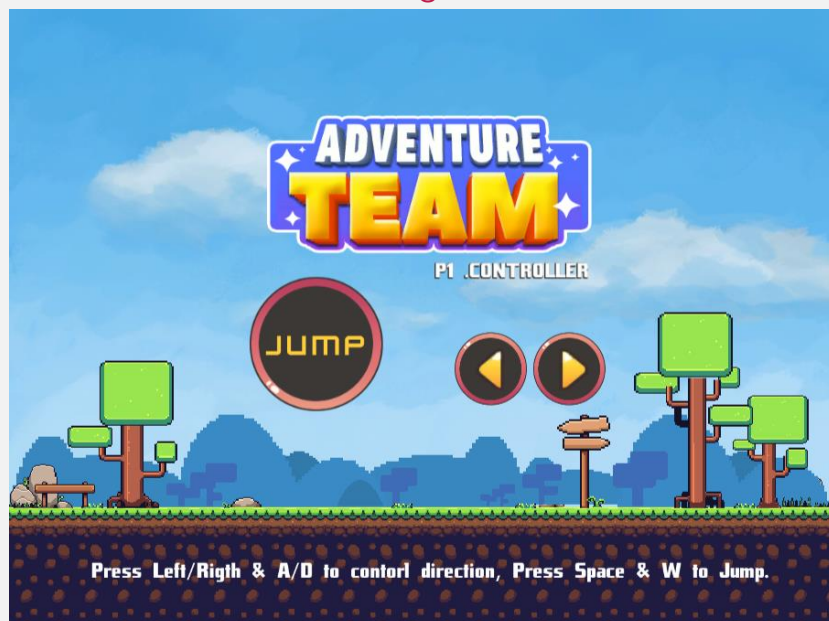 ADVENTURE
TEAM
P1 .CONTROLLER
JUMP
Press Left/Rigth & A/D to contorl direction, Press Space & W to Jump.